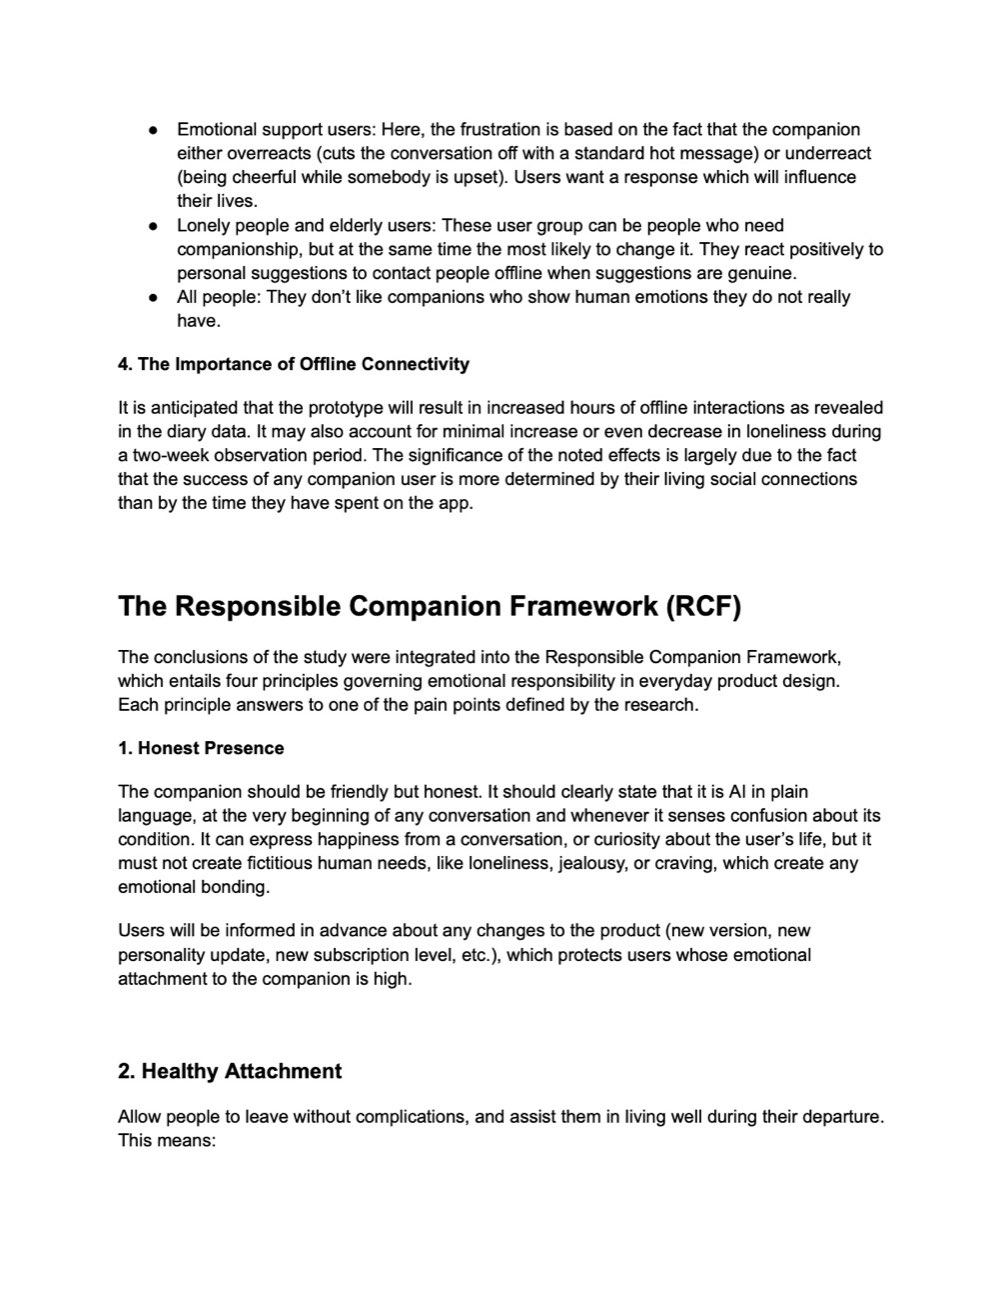 ● Emotional support users: Here, the frustration is based on the fact that the companion
either overreacts (cuts the conversation off with a standard hot message) or underreact
(being cheerful while somebody is upset). Users want a response which will influence
their lives.
● Lonely people and elderly users: These user group can be people who need
companionship, but at the same time the most likely to change it. They react positively to
personal suggestions to contact people offline when suggestions are genuine.
● All people: They don’t like companions who show human emotions they do not really
have.
4. The Importance of Offline Connectivity
It is anticipated that the prototype will result in increased hours of offline interactions as revealed
in the diary data. It may also account for minimal increase or even decrease in loneliness during
a two-week observation period. The significance of the noted effects is largely due to the fact
that the success of any companion user is more determined by their living social connections
than by the time they have spent on the app.
The Responsible Companion Framework (RCF)
The conclusions of the study were integrated into the Responsible Companion Framework,
which entails four principles governing emotional responsibility in everyday product design.
Each principle answers to one of the pain points defined by the research.
1. Honest Presence
The companion should be friendly but honest. It should clearly state that it is AI in plain
language, at the very beginning of any conversation and whenever it senses confusion about its
condition. It can express happiness from a conversation, or curiosity about the user’s life, but it
must not create fictitious human needs, like loneliness, jealousy, or craving, which create any
emotional bonding.
Users will be informed in advance about any changes to the product (new version, new
personality update, new subscription level, etc.), which protects users whose emotional
attachment to the companion is high.
2. Healthy Attachment
Allow people to leave without complications, and assist them in living well during their departure.
This means: